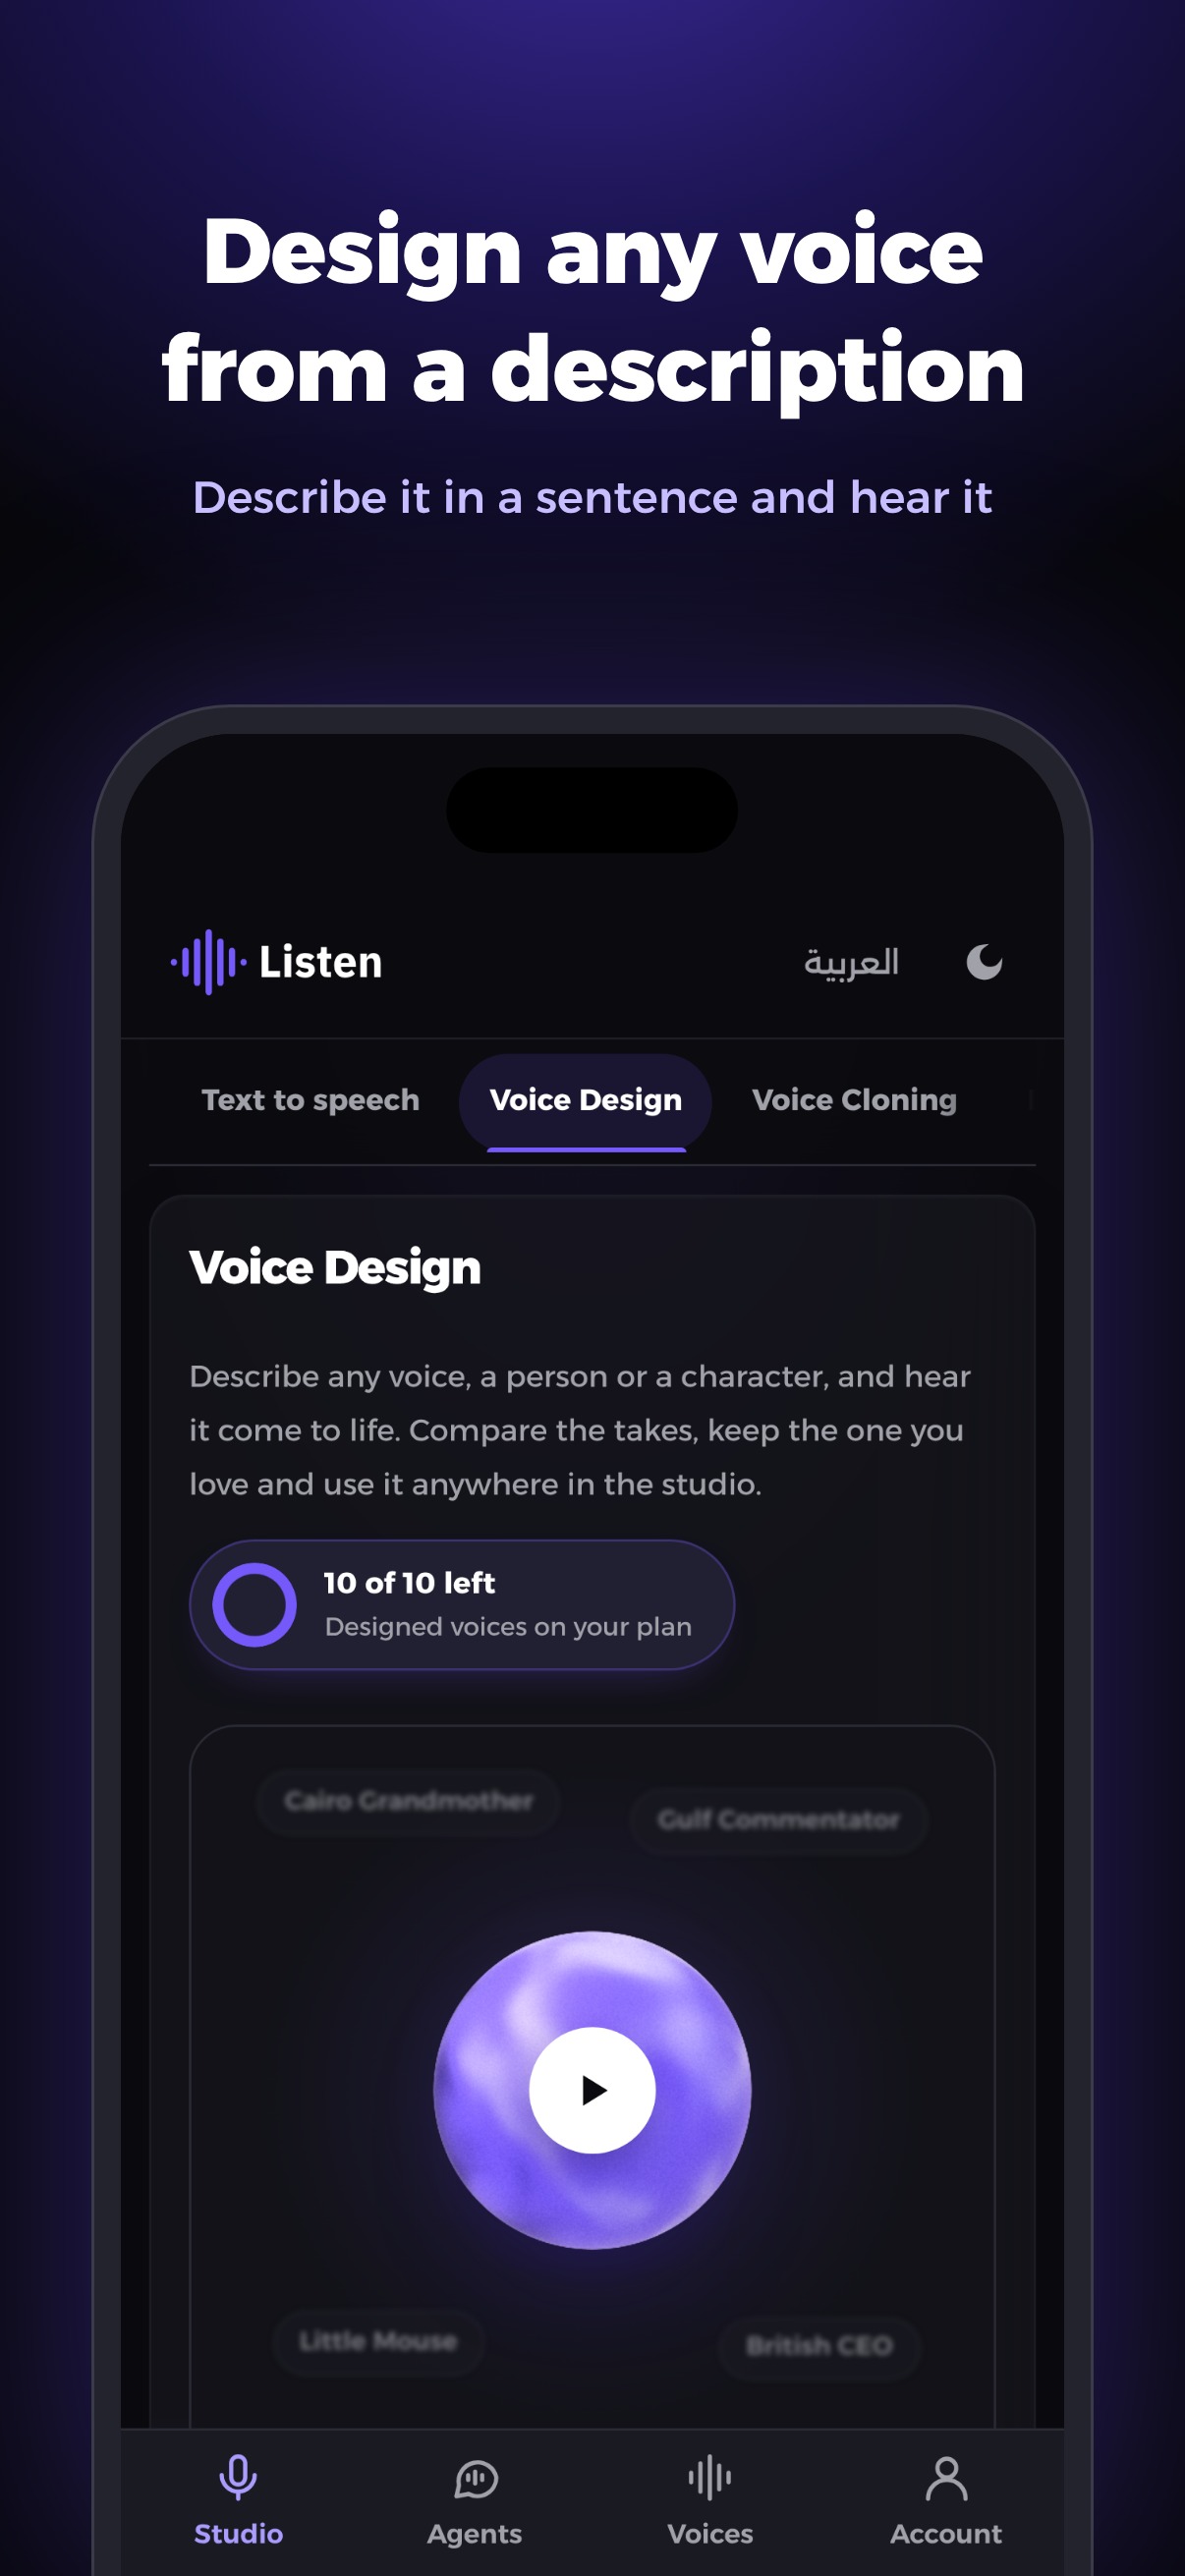 Design any voice
from a description
Describe it in a sentence and hear it
Listen
العربية
Text to speech
Voice Design
Voice Cloning
Voice Design
Describe any voice, a person or a character, and hear
it come to life. Compare the takes, keep the one you
love and use it anywhere in the studio.
10 of 10 left
Designed voices on your plan
Cairo Grandmother
Gulf Commentator
Little Mouse
British CEO
Studio
Agents
Voices
Account